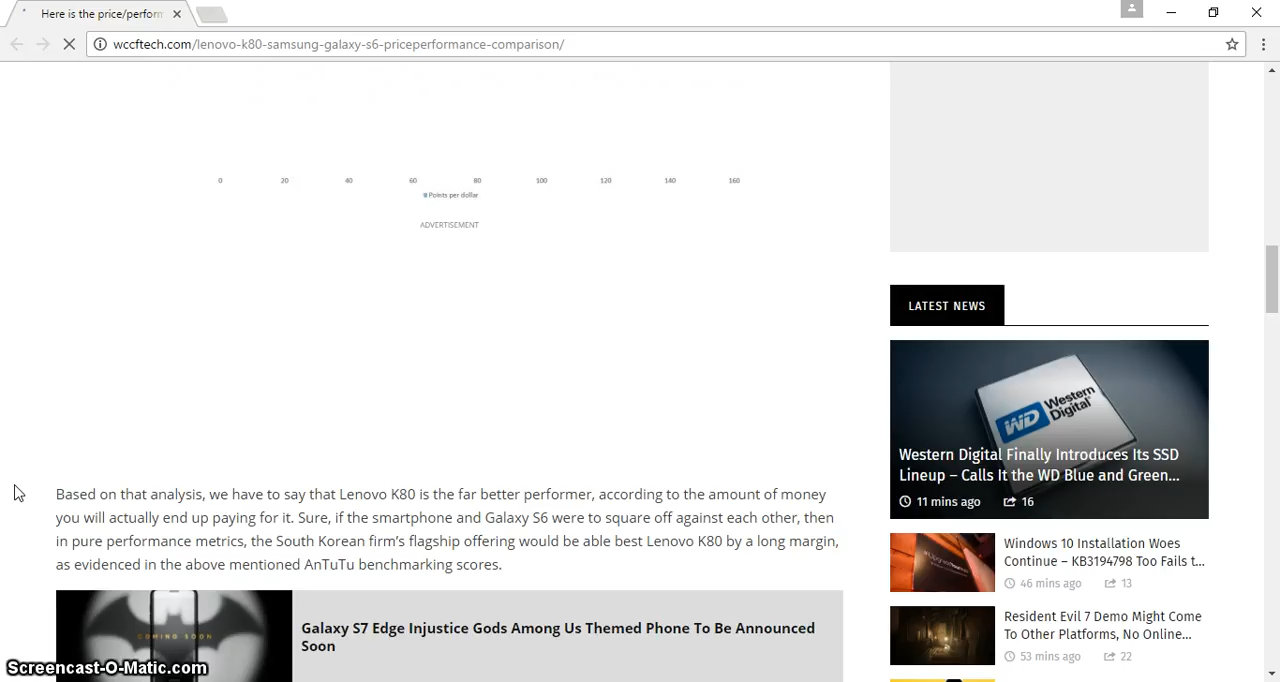 Here is the price/perform
wccftech.com/lenovo-k80-samsung-galaxy-s6-priceperformance-comparison/
0 20 40 60 80 100 120 140 160
Points per dollar
ADVERTISEMENT
Based on that analysis, we have to say that Lenovo K80 is the far better performer, according to the amount of money
you will actually end up paying for it. Sure, if the smartphone and Galaxy S6 were to square off against each other, then
in pure performance metrics, the South Korean firm's flagship offering would be able best Lenovo K80 by a long margin,
as evidenced in the above mentioned AnTuTu benchmarking scores.
COMING SOON
Galaxy S7 Edge Injustice Gods Among Us Themed Phone To Be Announced
Soon
LATEST NEWS
WD Western
Digital
Western Digital Finally Introduces Its SSD
Lineup – Calls It the WD Blue and Green...
11 mins ago 16
Windows 10 Installation Woes
Continue – KB3194798 Too Fails t...
46 mins ago 13
Resident Evil 7 Demo Might Come
To Other Platforms, No Online...
53 mins ago 22
Screencast-O-Matic.com